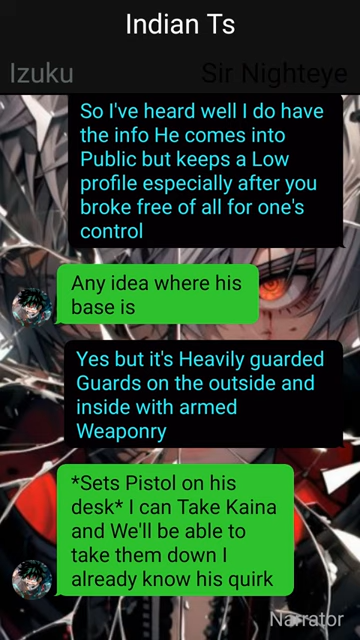 Indian Ts
Izuku
Sir Nighteye
So I've heard well I do have
the info He comes into
Public but keeps a Low
profile especially after you
broke free of all for one's
control
Any idea where his
base is
Yes but it's Heavily guarded
Guards on the outside and
inside with armed
Weaponry
*Sets Pistol on his
desk* I can Take Kaina
and We'll be able to
take them down I
already know his quirk
Narrator